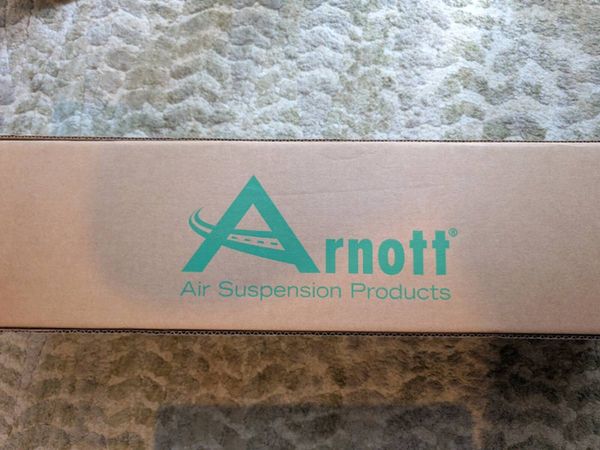 Arnott®
Air Suspension Products